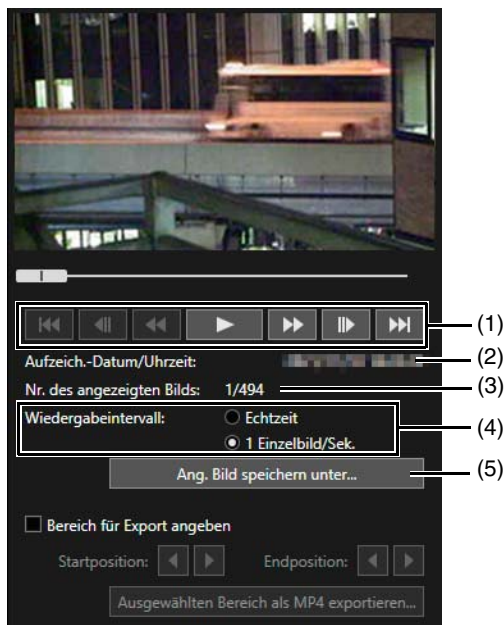 (1)
Aufzeich.-Datum/Uhrzeit: (2)
Nr. des angezeigten Bilds: 1/494 (3)
Wiedergabeintervall: Echtzeit
(4)
1 Einzelbild/Sek.
Ang. Bild speichern unter... (5)
Bereich für Export angeben
Startposition: Endposition:
Ausgewählten Bereich als MP4 exportieren...